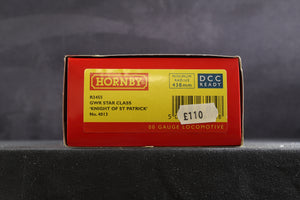 HORNBY
MINIMUM
RADIUS
438mm
DCC
READY
R3455
GWR STAR CLASS
'KNIGHT OF ST PATRICK'
No. 4013
5
£110
00 GAUGE LOCOMOTIVE